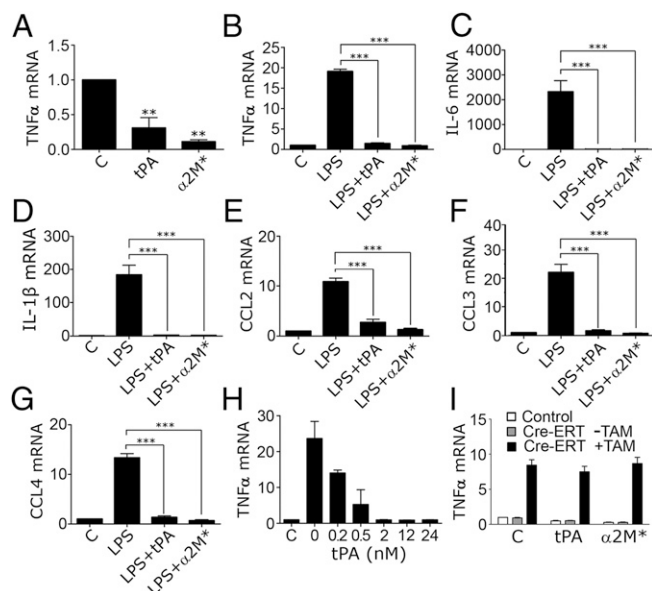 A
TNFα mRNA
1.5
1.0
0.5
0.0
**
**
C
tPA
α2M*
B
TNFα mRNA
25
20
15
10
5
0
***
***
C
LPS
LPS+tPA
LPS+α2M*
C
IL-6 mRNA
4000
3000
2000
1000
0
***
***
C
LPS
LPS+tPA
LPS+α2M*
D
IL-1β mRNA
300
200
100
0
***
***
C
LPS
LPS+tPA
LPS+α2M*
E
CCL2 mRNA
20
10
0
***
***
C
LPS
LPS+tPA
LPS+α2M*
F
CCL3 mRNA
40
30
20
10
0
***
***
C
LPS
LPS+tPA
LPS+α2M*
G
CCL4 mRNA
20
10
0
***
***
C
LPS
LPS+tPA
LPS+α2M*
H
TNFα mRNA
30
20
10
0
C 0 0.2 0.5 2 12 24
tPA (nM)
I
Control
Cre-ERT -TAM
Cre-ERT +TAM
TNFα mRNA
15
10
5
0
C tPA α2M*